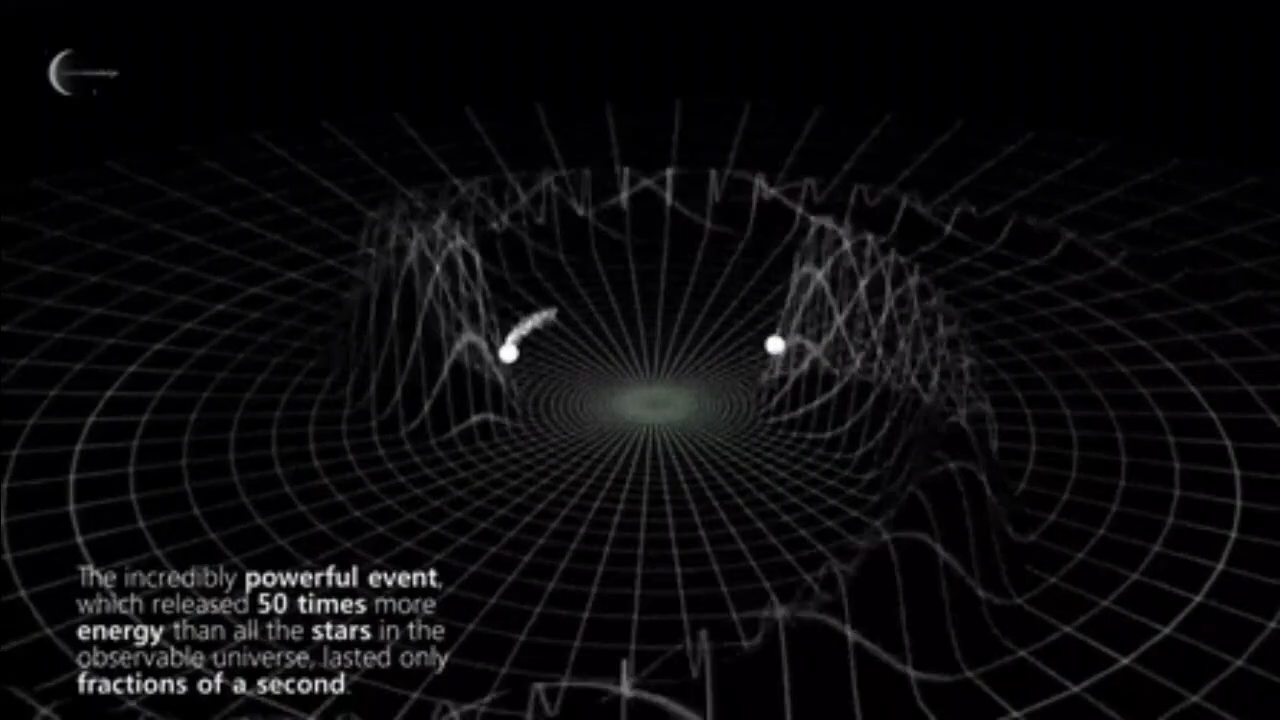 The incredibly powerful event,
which released 50 times more
energy than all the stars in the
observable universe, lasted only
fractions of a second.